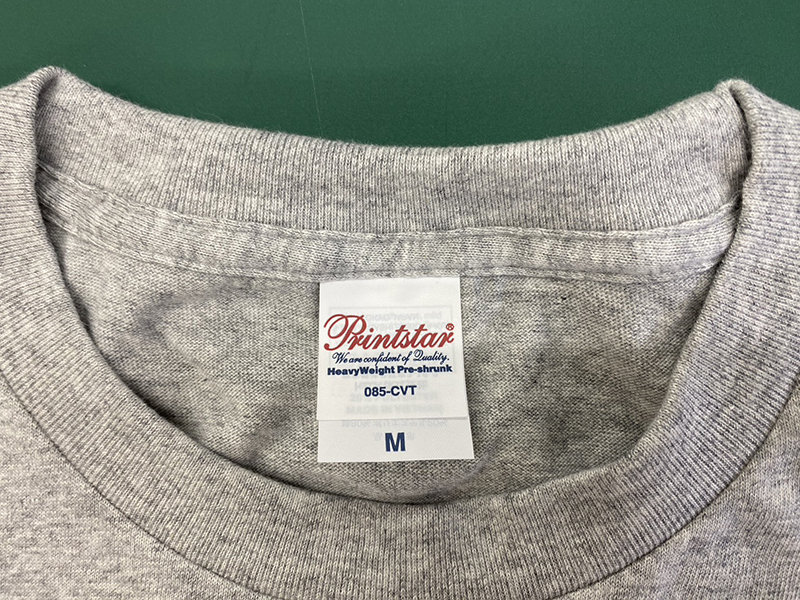 Printstar®
We are confident of Quality.
HeavyWeight Pre-shrunk
085-CVT
M